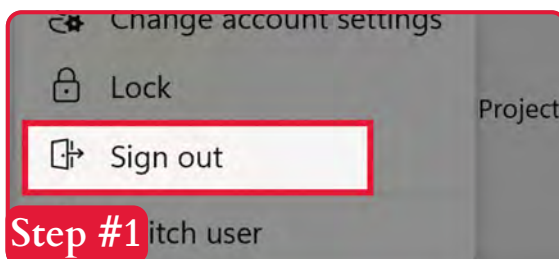 Change account settings
Lock
Project
Sign out
Step #1
itch user